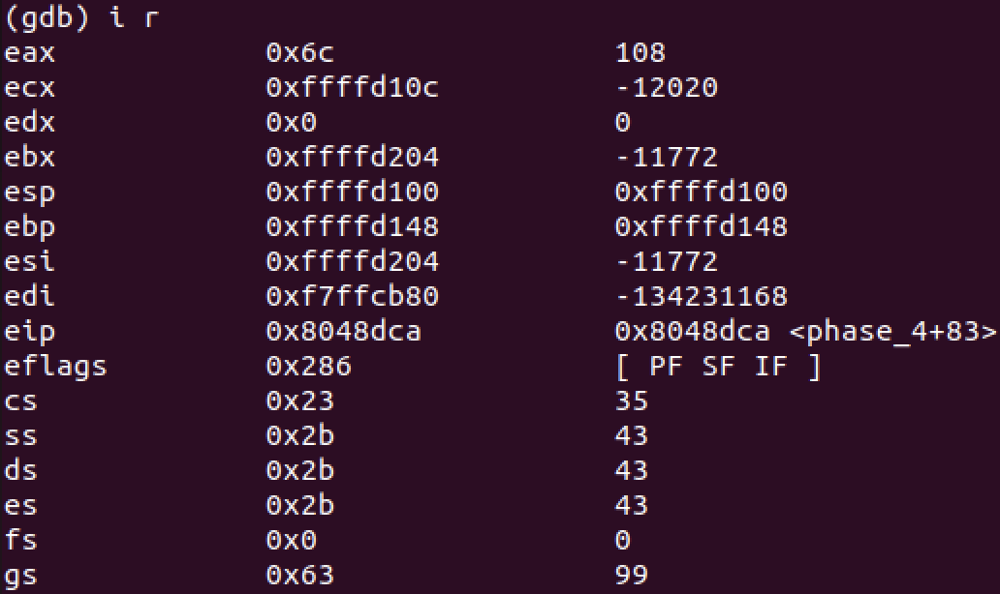 (gdb) i r
eax 0x6c 108
ecx 0xffffd10c -12020
edx 0x0 0
ebx 0xffffd204 -11772
esp 0xffffd100 0xffffd100
ebp 0xffffd148 0xffffd148
esi 0xffffd204 -11772
edi 0xf7ffcb80 -134231168
eip 0x8048dca 0x8048dca <phase_4+83>
eflags 0x286 [ PF SF IF ]
cs 0x23 35
ss 0x2b 43
ds 0x2b 43
es 0x2b 43
fs 0x0 0
gs 0x63 99